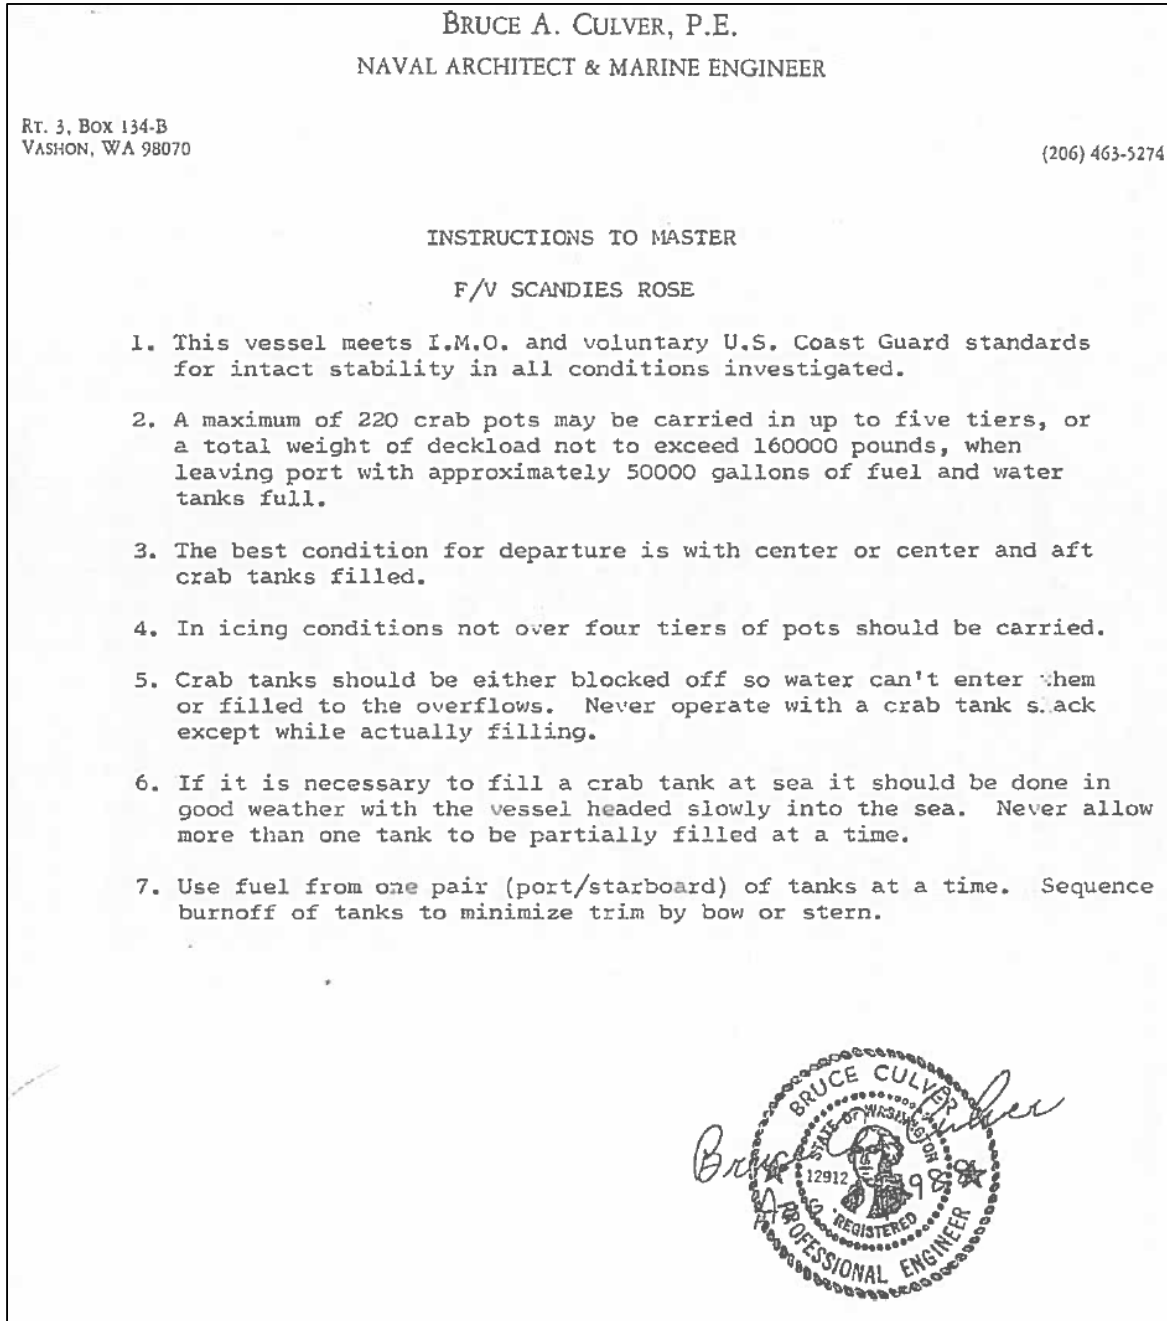 BRUCE A. CULVER, P.E.
NAVAL ARCHITECT & MARINE ENGINEER
RT. 3, BOX 134-B
VASHON, WA 98070
(206) 463-5274
INSTRUCTIONS TO MASTER
F/V SCANDIES ROSE
1. This vessel meets I.M.O. and voluntary U.S. Coast Guard standards
for intact stability in all conditions investigated.
2. A maximum of 220 crab pots may be carried in up to five tiers, or
a total weight of deckload not to exceed 160000 pounds, when
leaving port with approximately 50000 gallons of fuel and water
tanks full.
3. The best condition for departure is with center or center and aft
crab tanks filled.
4. In icing conditions not over four tiers of pots should be carried.
5. Crab tanks should be either blocked off so water can't enter them
or filled to the overflows. Never operate with a crab tank slack
except while actually filling.
6. If it is necessary to fill a crab tank at sea it should be done in
good weather with the vessel headed slowly into the sea. Never allow
more than one tank to be partially filled at a time.
7. Use fuel from one pair (port/starboard) of tanks at a time. Sequence
burnoff of tanks to minimize trim by bow or stern.
BRUCE CULVER
STATE OF WASHINGTON
12912
REGISTERED
PROFESSIONAL ENGINEER
Bruce Culver